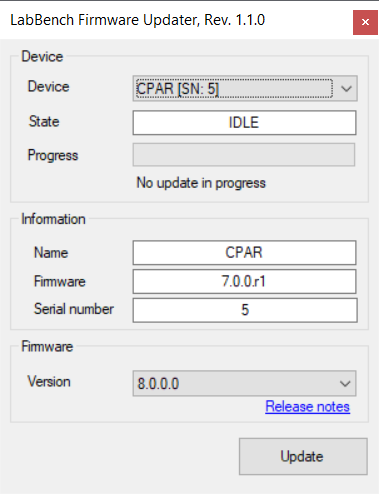 LabBench Firmware Updater, Rev. 1.1.0
Device
Device CPAR [SN: 5]
State IDLE
Progress
No update in progress
Information
Name CPAR
Firmware 7.0.0.r1
Serial number 5
Firmware
Version 8.0.0.0
Release notes
Update